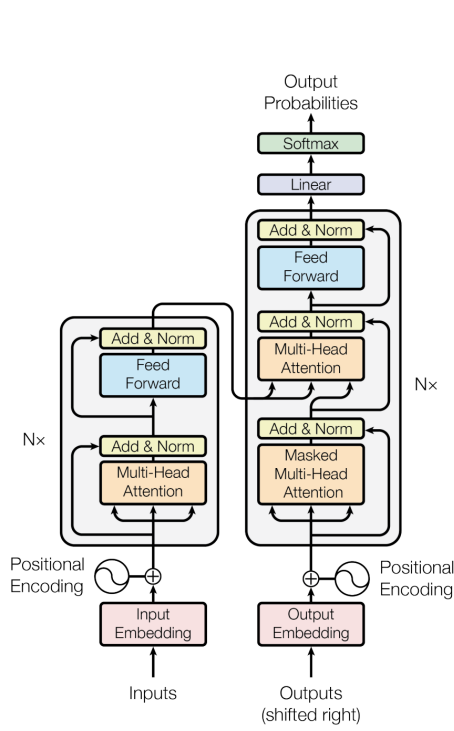 Output
Probabilities
Softmax
Linear
Add & Norm
Feed
Forward
Add & Norm
Multi-Head
Attention
Add & Norm
Masked
Multi-Head
Attention
N×
Add & Norm
Feed
Forward
Add & Norm
Multi-Head
Attention
N×
Positional
Encoding
Positional
Encoding
Input
Embedding
Output
Embedding
Inputs
Outputs
(shifted right)